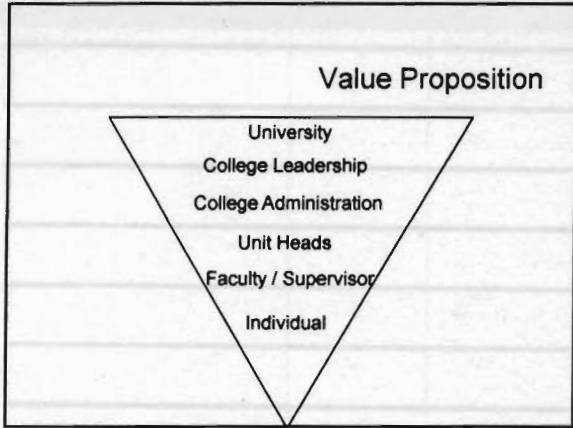 Value Proposition
University
College Leadership
College Administration
Unit Heads
Faculty / Supervisor
Individual